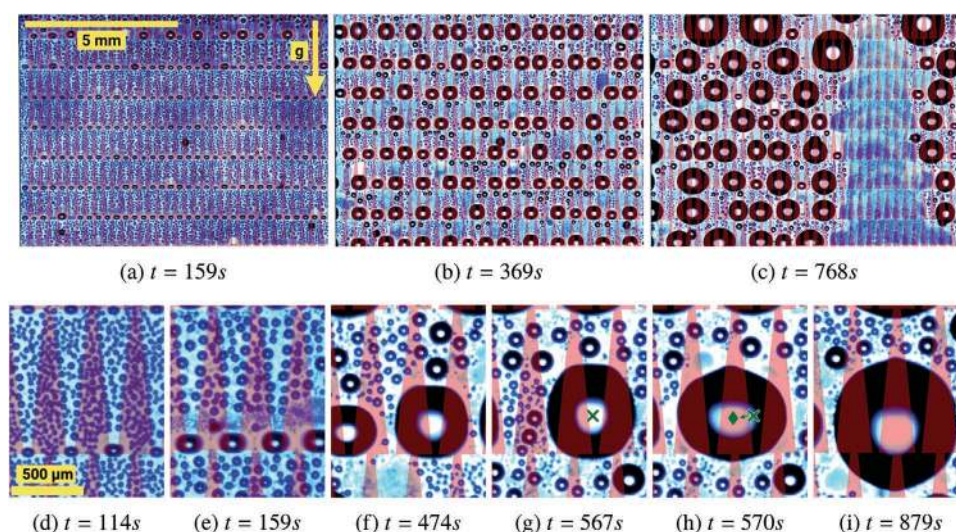 5 mm
g
(a) t = 159s
(b) t = 369s
(c) t = 768s
500 µm
(d) t = 114s
(e) t = 159s
(f) t = 474s
(g) t = 567s
(h) t = 570s
(i) t = 879s